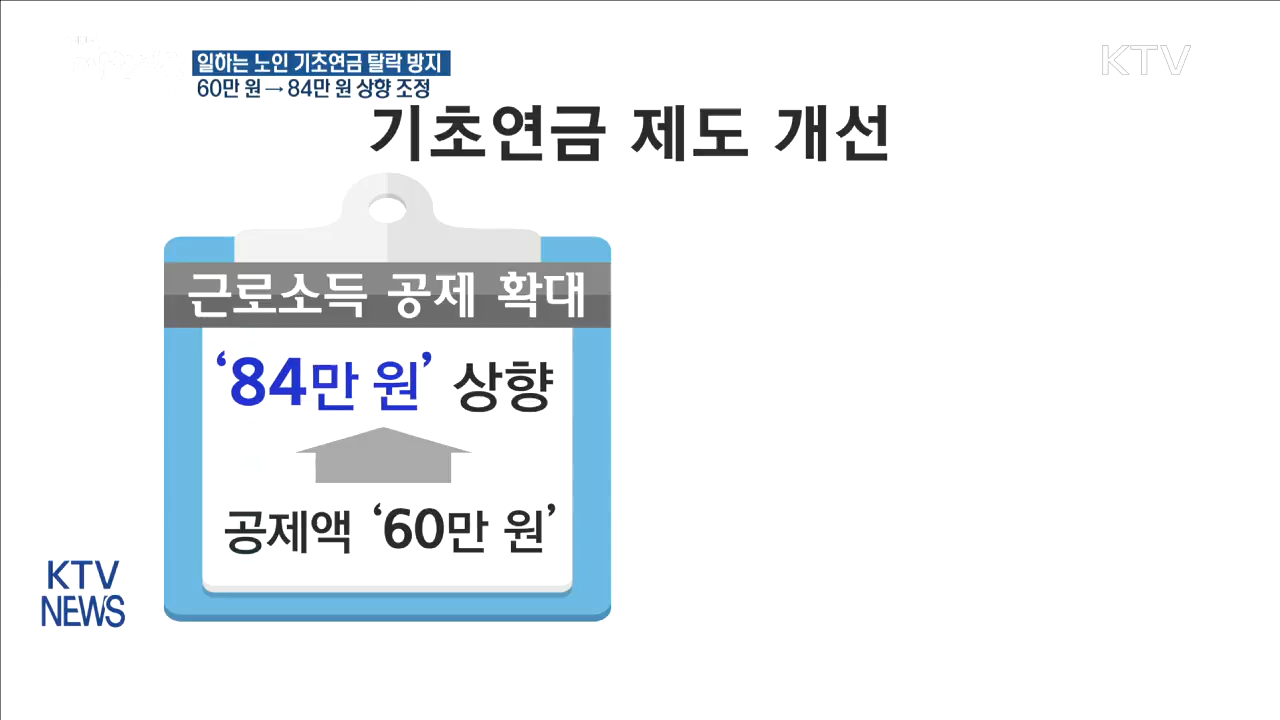 일하는 노인 기초연금 탈락 방지
60만 원→84만 원 상향 조정
KTV
기초연금 제도 개선
근로소득 공제 확대
‘84만 원’ 상향
공제액 ‘60만 원’
KTV
NEWS